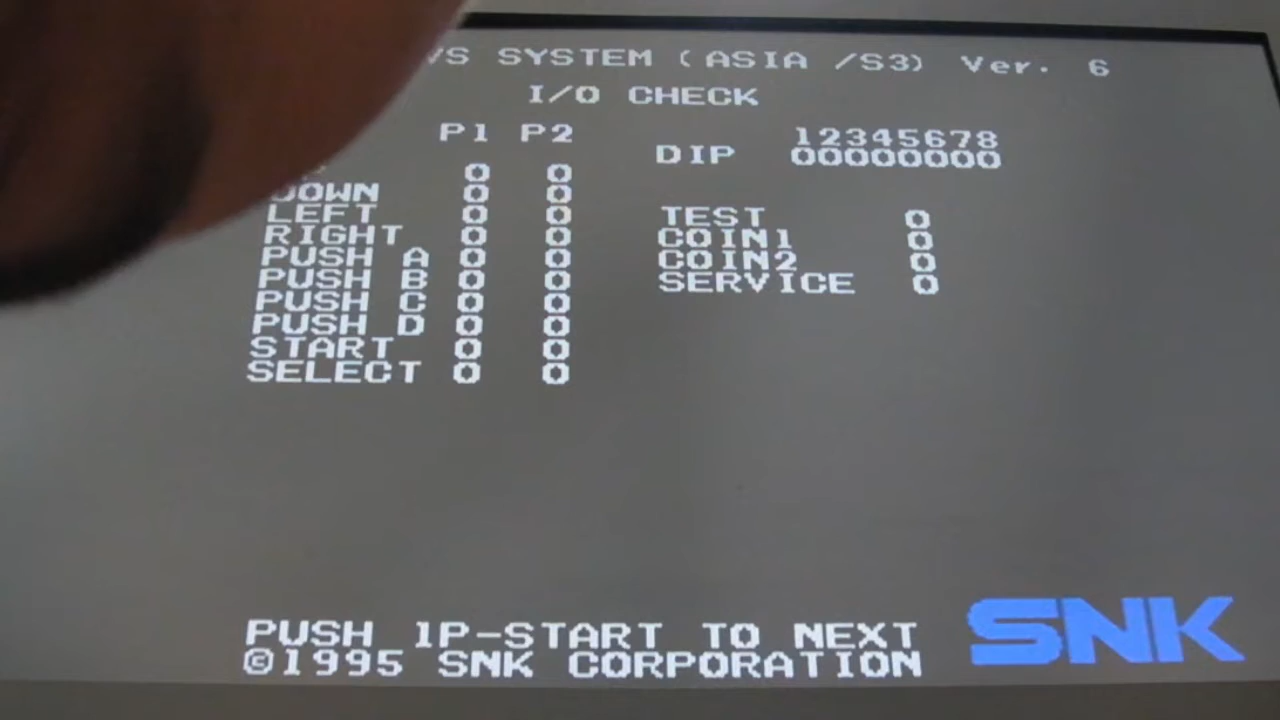 VS SYSTEM (ASIA /S3) Ver. 6
I/O CHECK
P1 P2
DOWN 0 0
LEFT 0 0
RIGHT 0 0
PUSH A 0 0
PUSH B 0 0
PUSH C 0 0
PUSH D 0 0
START 0 0
SELECT 0 0
12345678
DIP 00000000
TEST 0
COIN1 0
COIN2 0
SERVICE 0
PUSH 1P-START TO NEXT
©1995 SNK CORPORATION
SNK